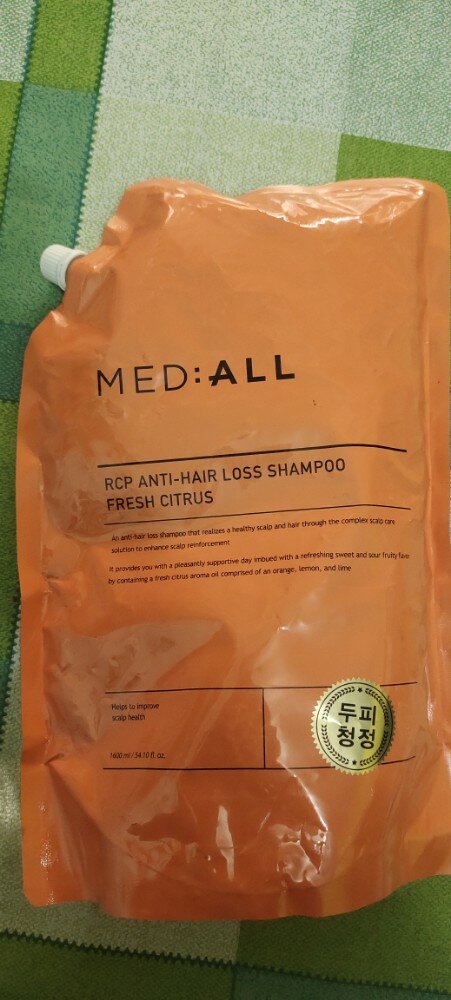 MED:ALL
RCP ANTI-HAIR LOSS SHAMPOO
FRESH CITRUS
An anti-hair loss shampoo that realizes a healthy scalp and hair through the complex scalp care
solution to enhance scalp reinforcement
It provides you with a pleasantly supportive day imbued with a refreshing sweet and sour fruity flavor
by containing a fresh citrus aroma oil comprised of an orange, lemon, and lime
Helps to improve
scalp health
1600 ml / 54.10 fl. oz.
두피
청정